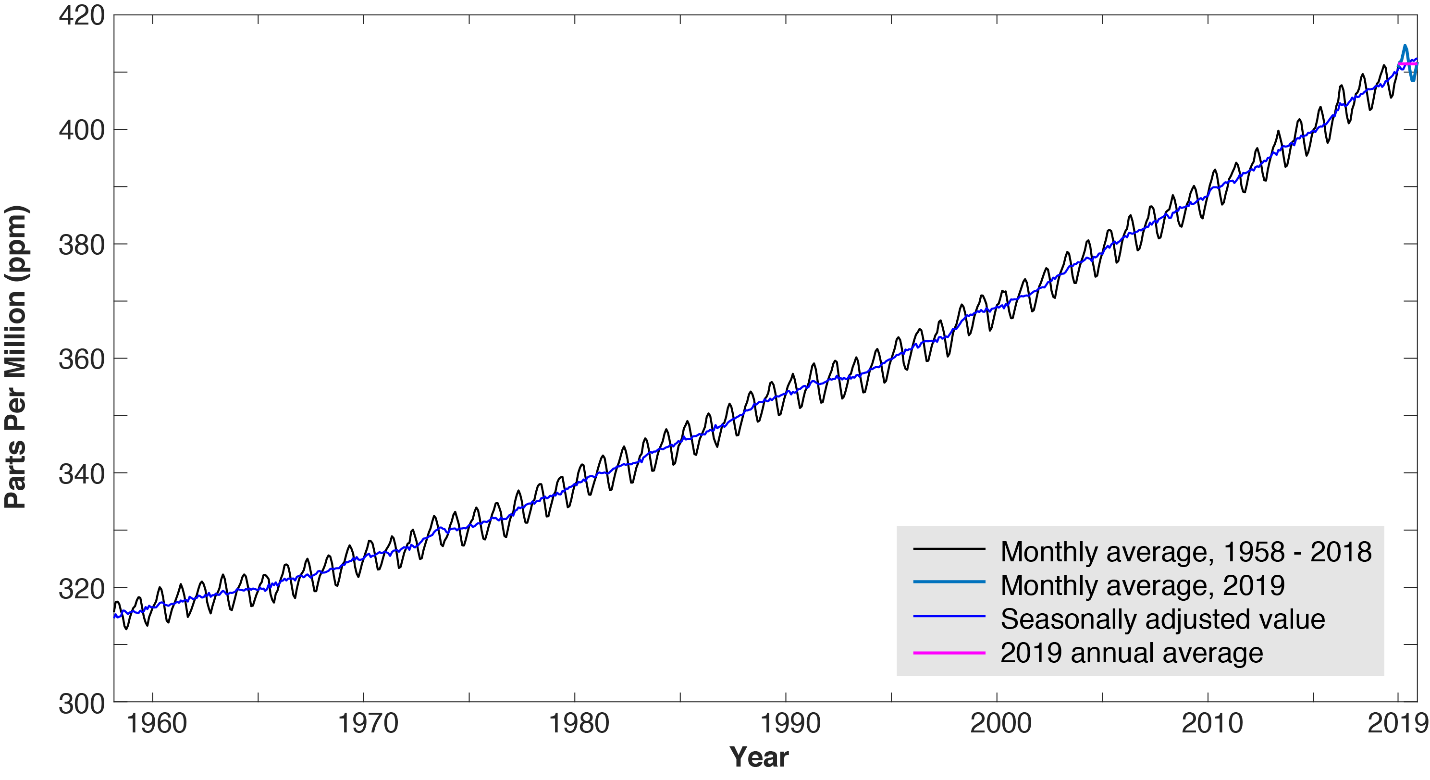 420
400
380
360
340
320
300
Parts Per Million (ppm)
1960 1970 1980 1990 2000 2010 2019
Year
Monthly average, 1958 - 2018
Monthly average, 2019
Seasonally adjusted value
2019 annual average